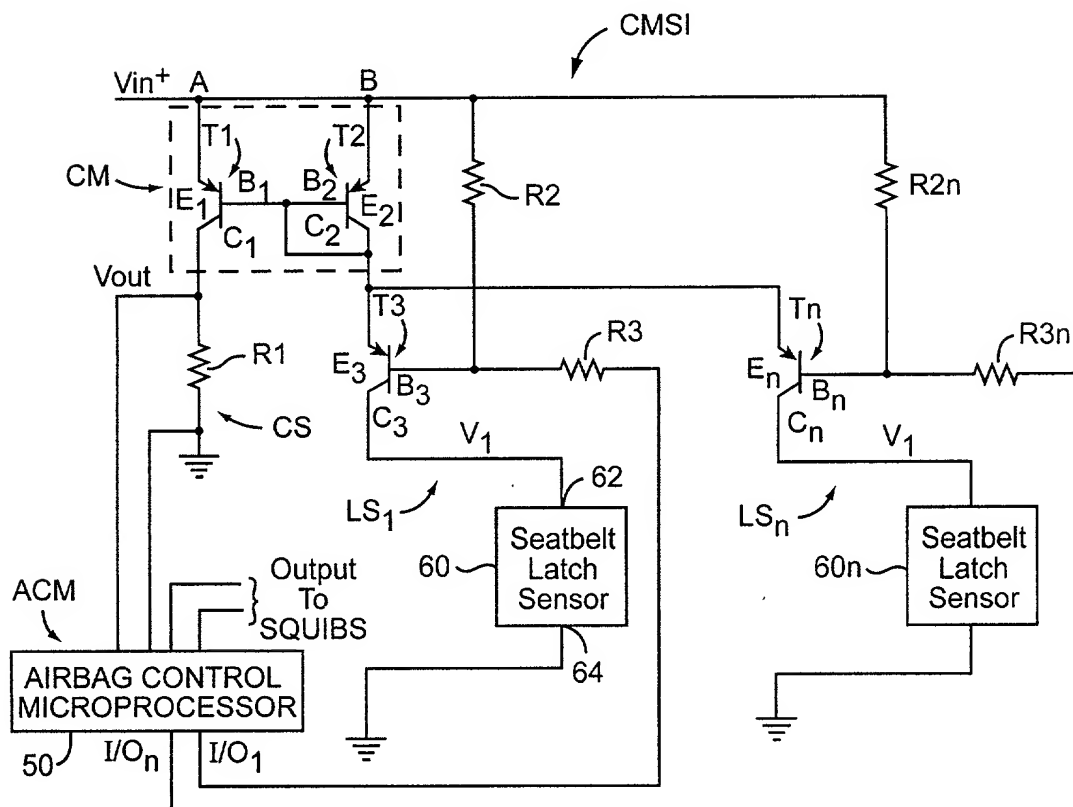 CMSI
Vin+ A B
T1 T2
CM
B1 B2
E1 E2
C1 C2
R2
R2n
Vout
T3
Tn
R1
R3
R3n
E3
B3
En
Bn
CS
C3
Cn
V1
V1
LS1
62
LSn
60
Seatbelt
Latch
Sensor
60n
Seatbelt
Latch
Sensor
Output
To
SQUIBS
ACM
64
AIRBAG CONTROL
MICROPROCESSOR
50
I/On
I/O1